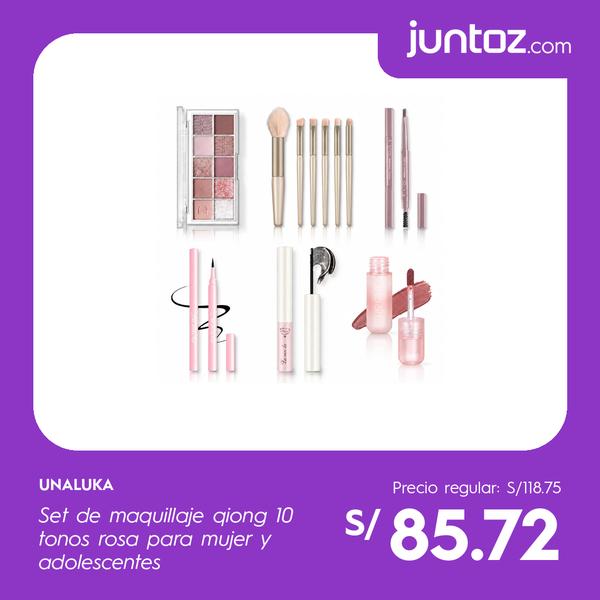 juntoz.com
UNALUKA
Set de maquillaje qiong 10
tonos rosa para mujer y
adolescentes
Precio regular: S/118.75
S/85.72